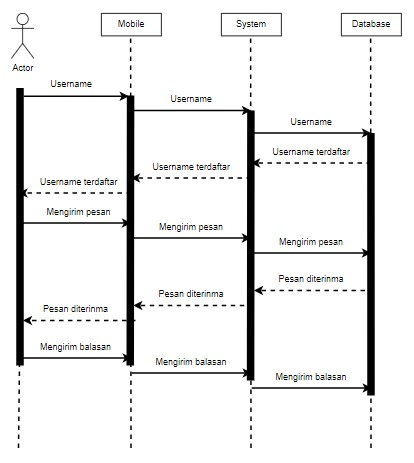 Mobile
System
Database
Actor
Username
Username
Username
Username terdaftar
Username terdaftar
Username terdaftar
Mengirim pesan
Mengirim pesan
Mengirim pesan
Pesan diterinma
Pesan diterinma
Pesan diterinma
Mengirim balasan
Mengirim balasan
Mengirim balasan